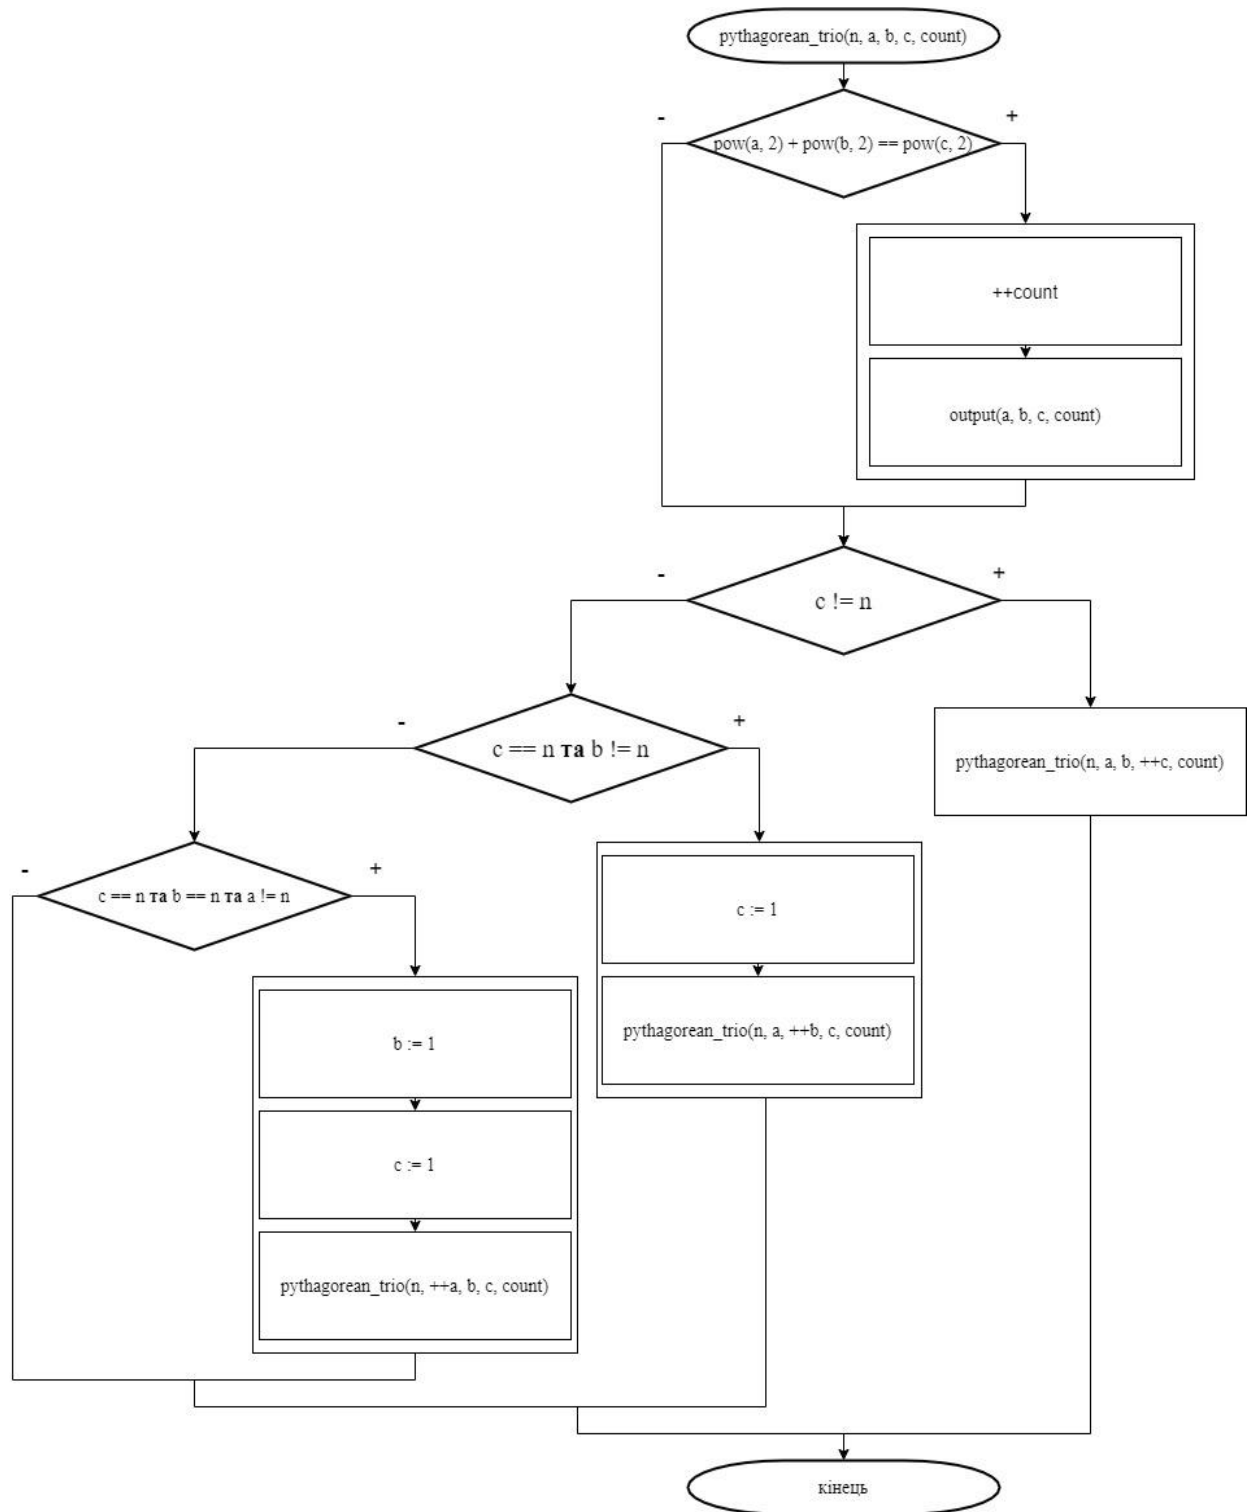 pythagorean_trio(n, a, b, c, count)
-
+
pow(a, 2) + pow(b, 2) == pow(c, 2)
++count
output(a, b, c, count)
-
+
c != n
-
+
c == n та b != n
pythagorean_trio(n, a, b, ++c, count)
-
+
c == n та b == n та a != n
c := 1
pythagorean_trio(n, a, ++b, c, count)
b := 1
c := 1
pythagorean_trio(n, ++a, b, c, count)
кінець